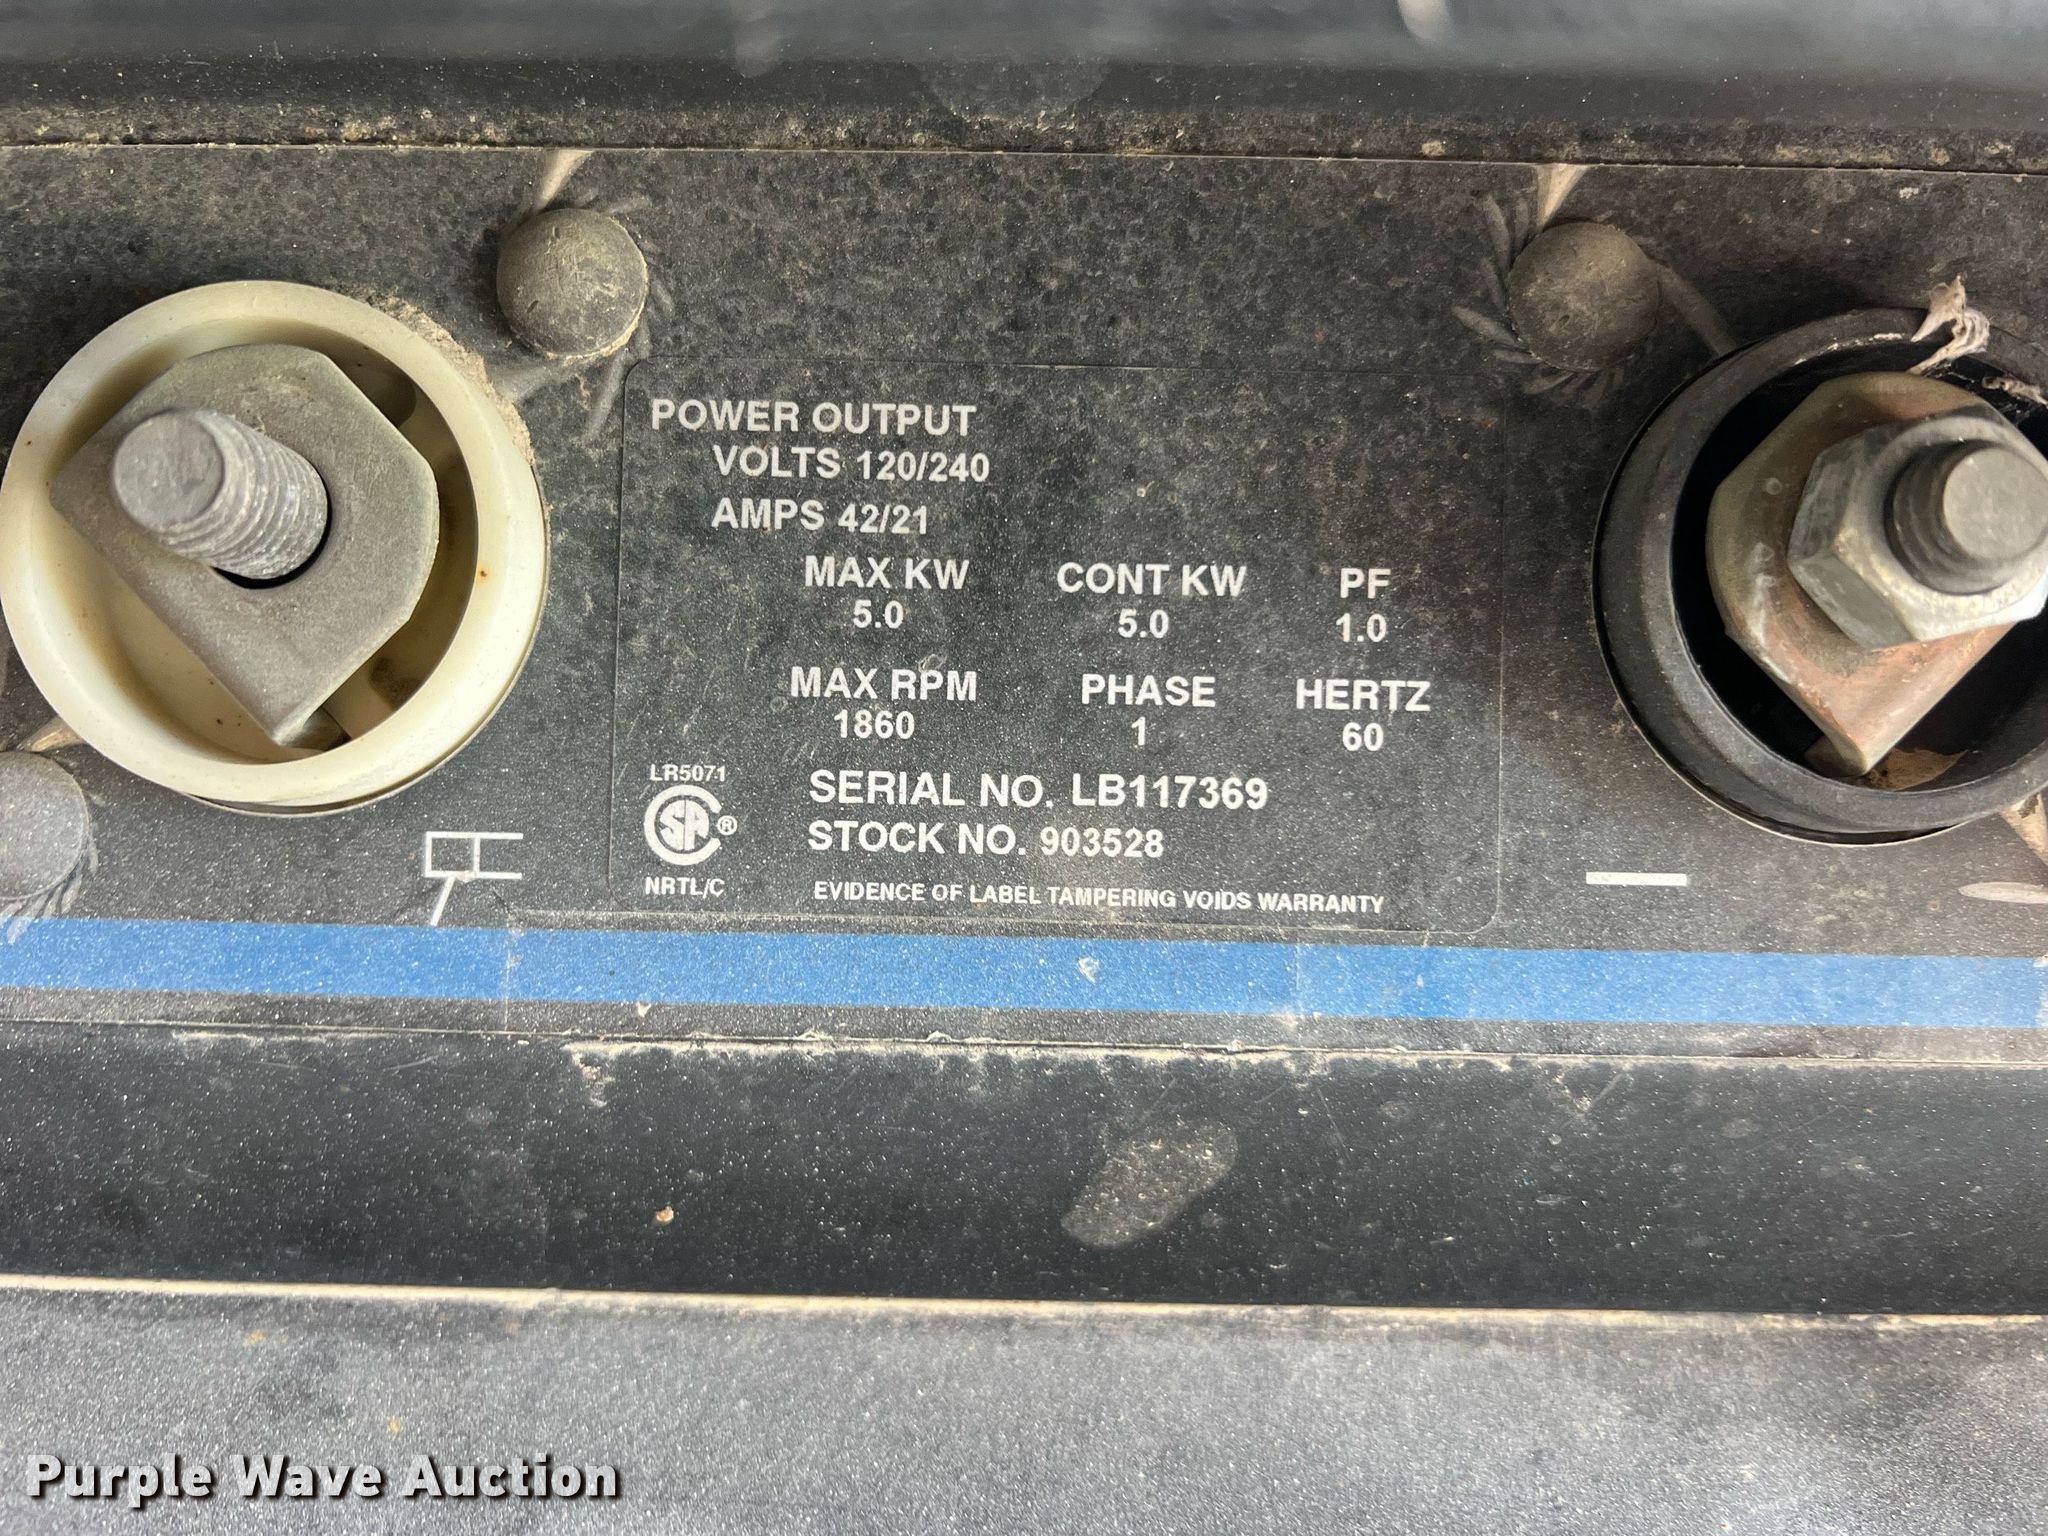 POWER OUTPUT
VOLTS 120/240
AMPS 42/21
MAX KW CONT KW PF
5.0 5.0 1.0
MAX RPM PHASE HERTZ
1860 1 60
LR5071
SERIAL NO. LB117369
SA ®
STOCK NO. 903528
NRTL/C
EVIDENCE OF LABEL TAMPERING VOIDS WARRANTY
Purple Wave Auction